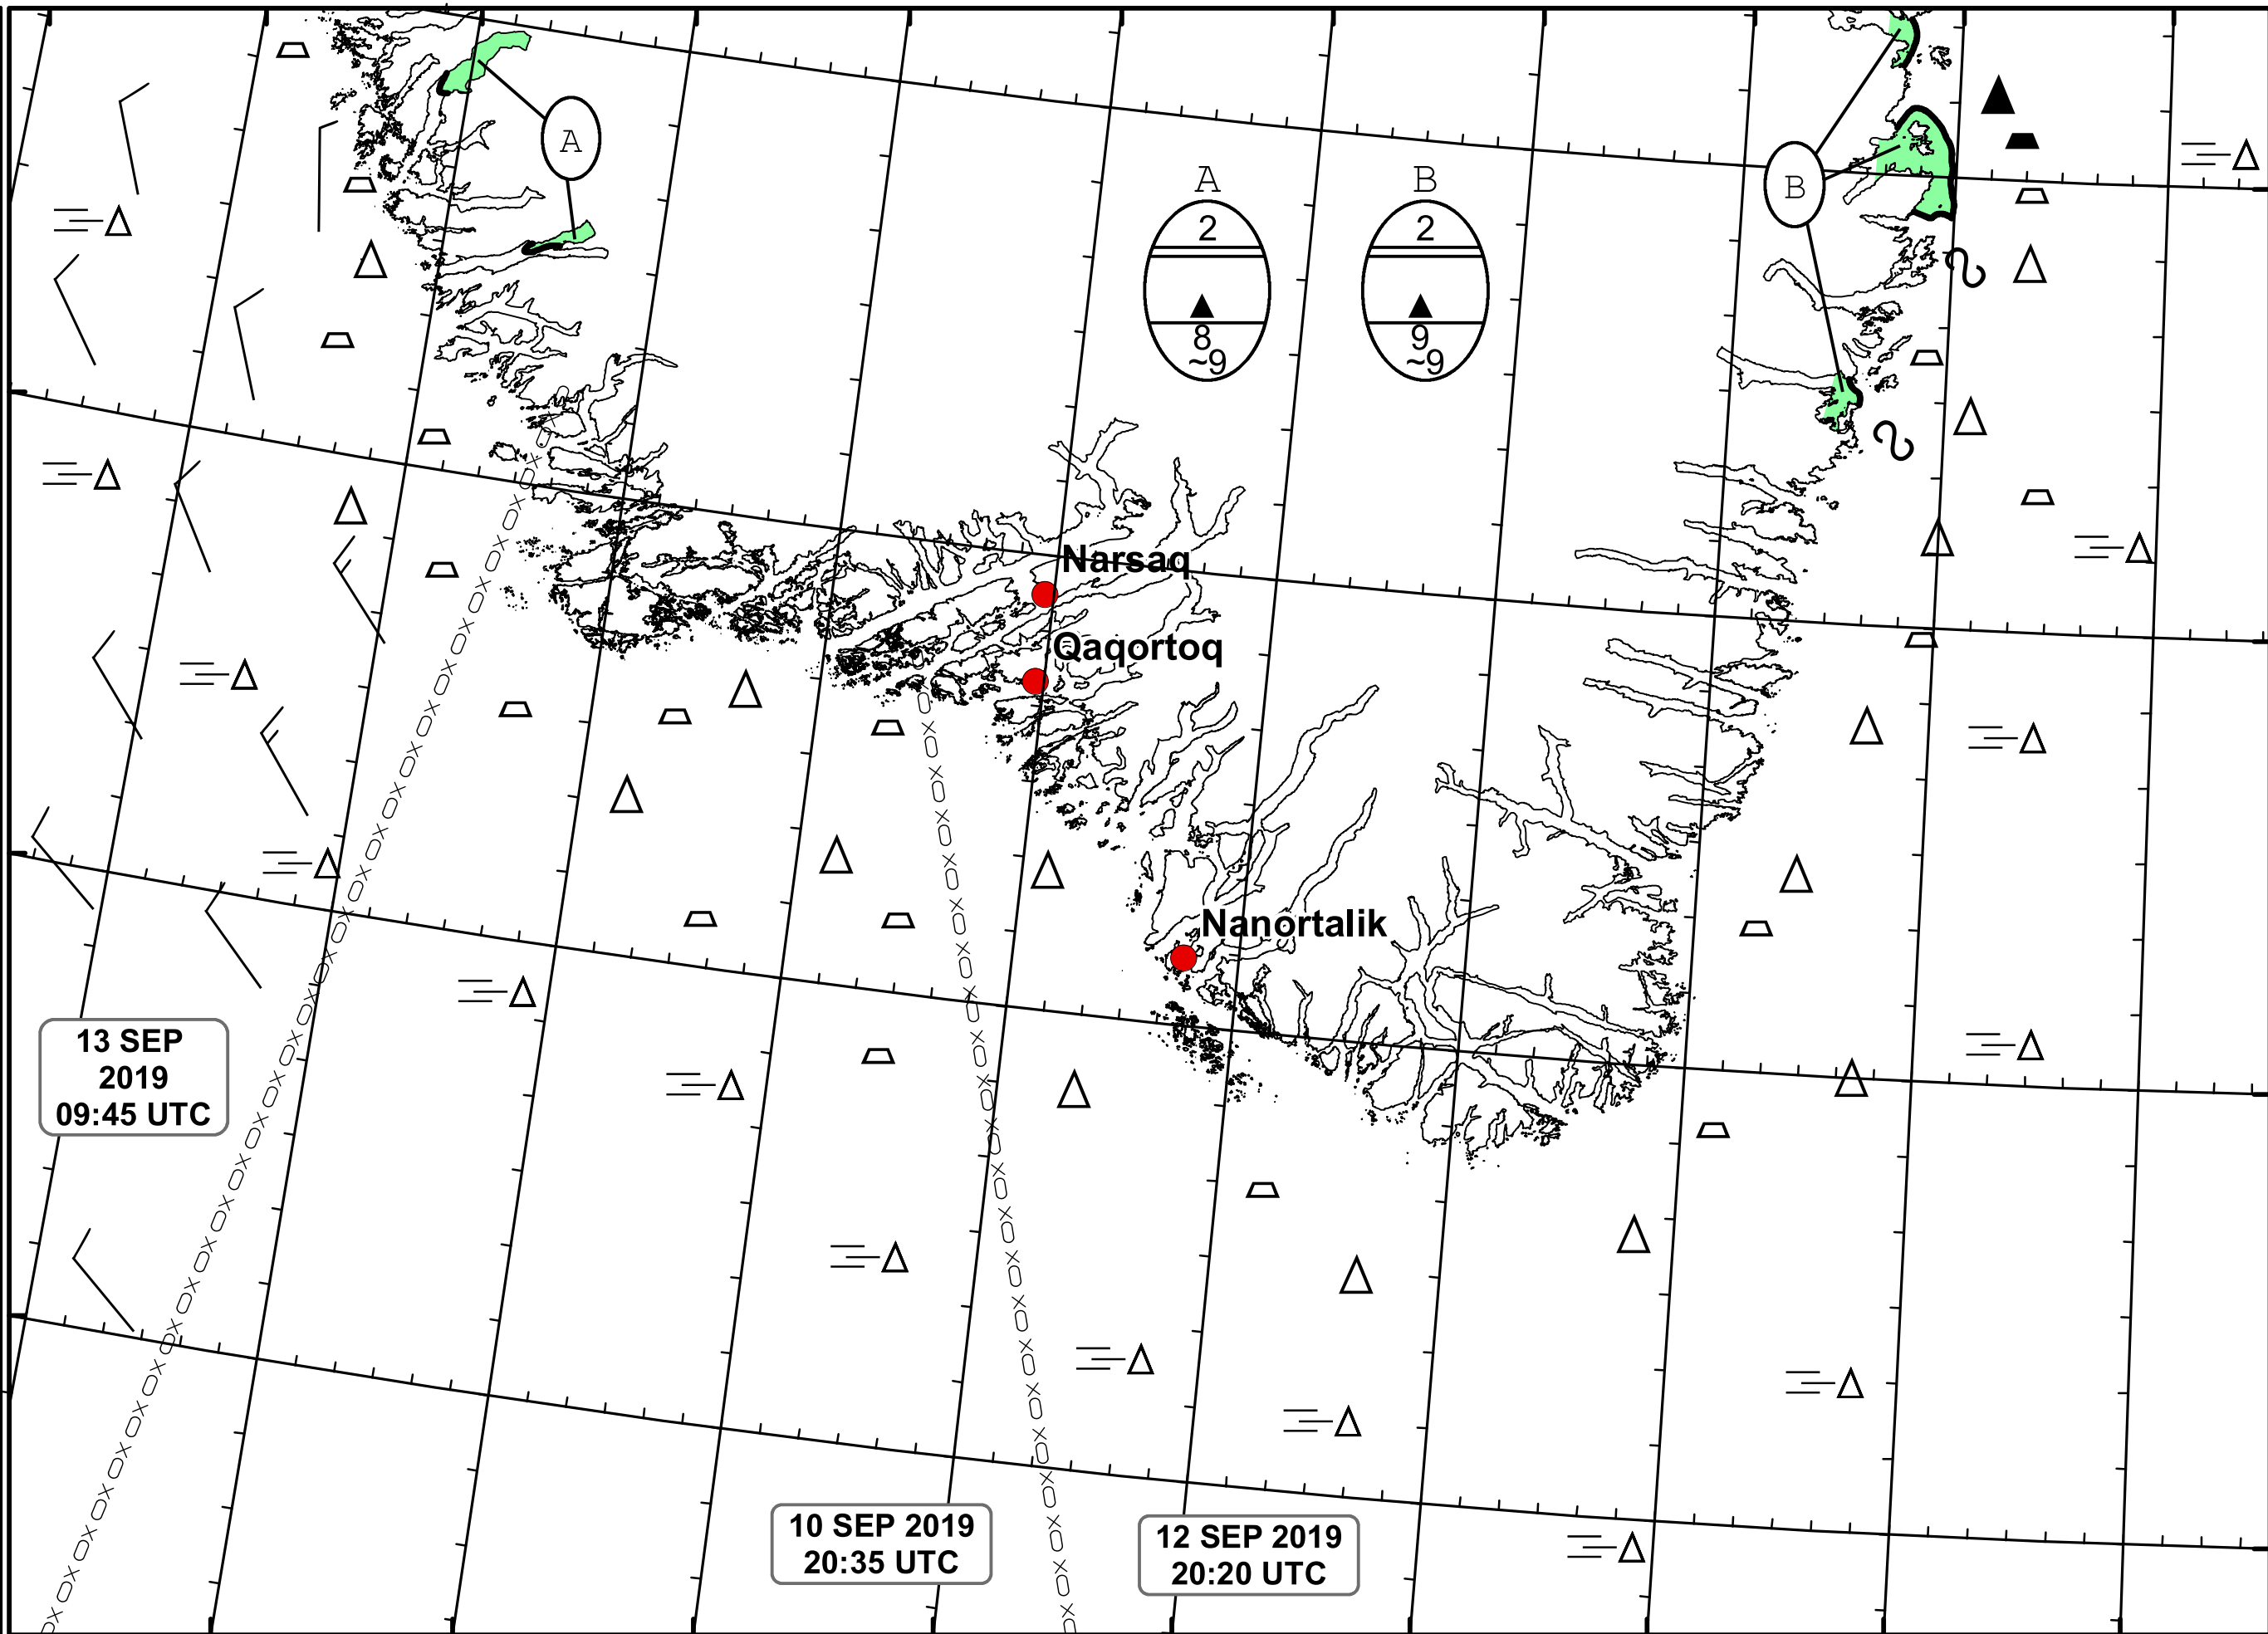 A
B
A
2
8
~9
B
2
9
~9
Narsaq
Qaqortoq
Nanortalik
13 SEP
2019
09:45 UTC
10 SEP 2019
20:35 UTC
12 SEP 2019
20:20 UTC